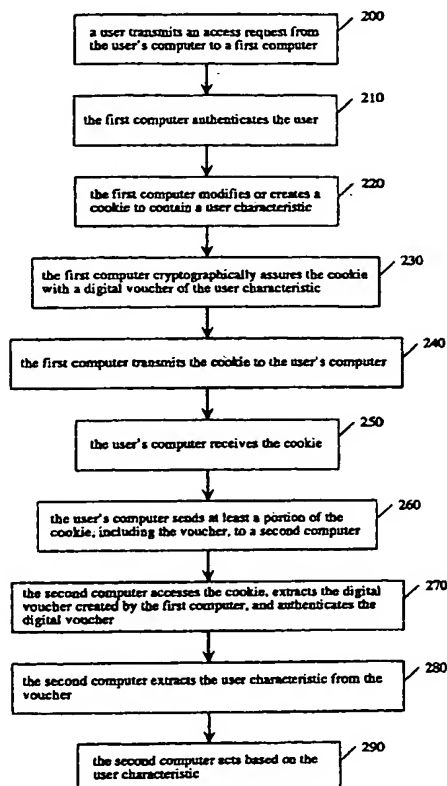 200
a user transmits an access request from
the user's computer to a first computer
210
the first computer authenticates the user
220
the first computer modifies or creates a
cookie to contain a user characteristic
230
the first computer cryptographically assures the cookie
with a digital voucher of the user characteristic
240
the first computer transmits the cookie to the user's computer
250
the user's computer receives the cookie
260
the user's computer sends at least a portion of the
cookie, including the voucher, to a second computer
270
the second computer accesses the cookie, extracts the digital
voucher created by the first computer, and authenticates the
digital voucher
280
the second computer extracts the user characteristic from the
voucher
290
the second computer acts based on the
user characteristic